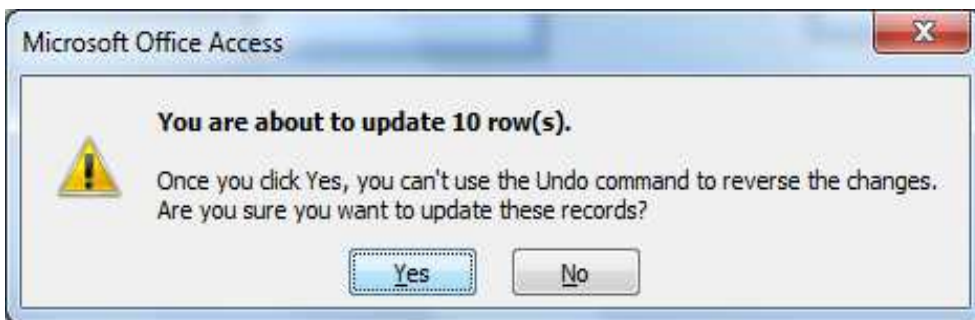 Microsoft Office Access
You are about to update 10 row(s).
Once you click Yes, you can't use the Undo command to reverse the changes.
Are you sure you want to update these records?
Yes No